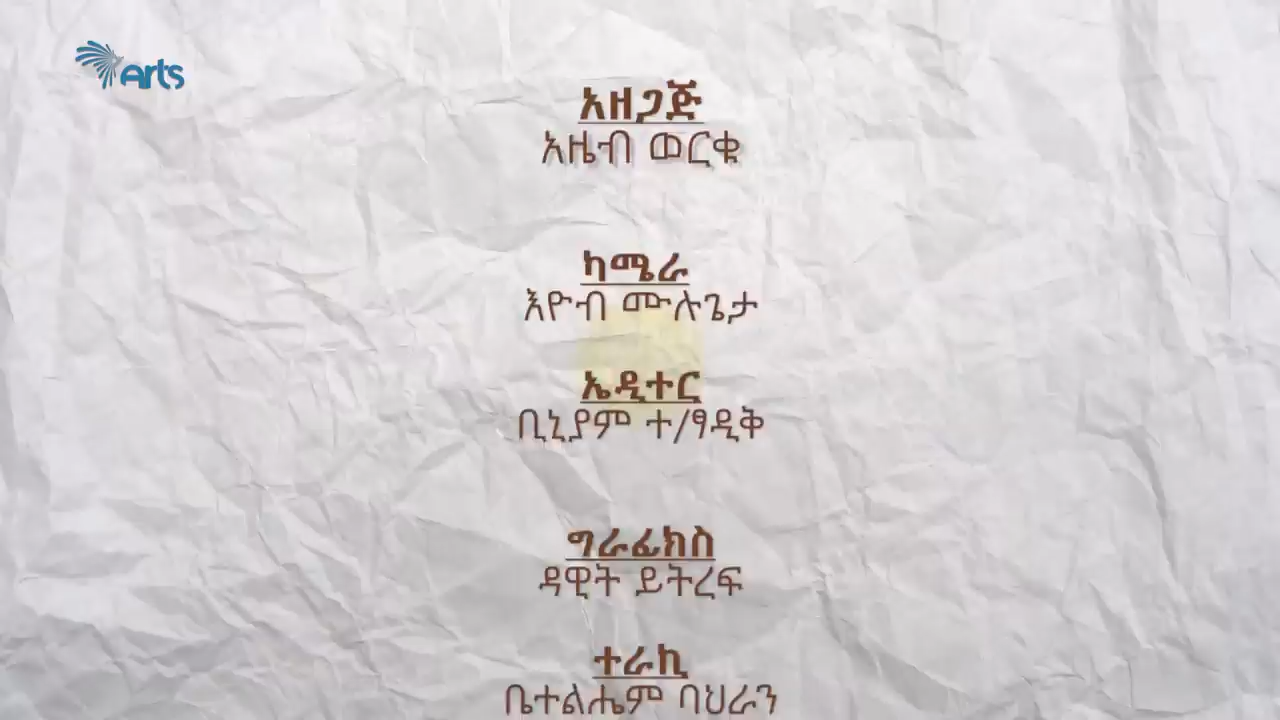 Arts
አዘጋጅ
አዜብ ወርቁ
ካሜራ
እዮብ ሙሉጌታ
ኤዲተር
ቢኒያም ተ/ፃዲቅ
ግራፊክስ
ዳዊት ይትረፍ
ተራኪ
ቤተልሔም ባህራን